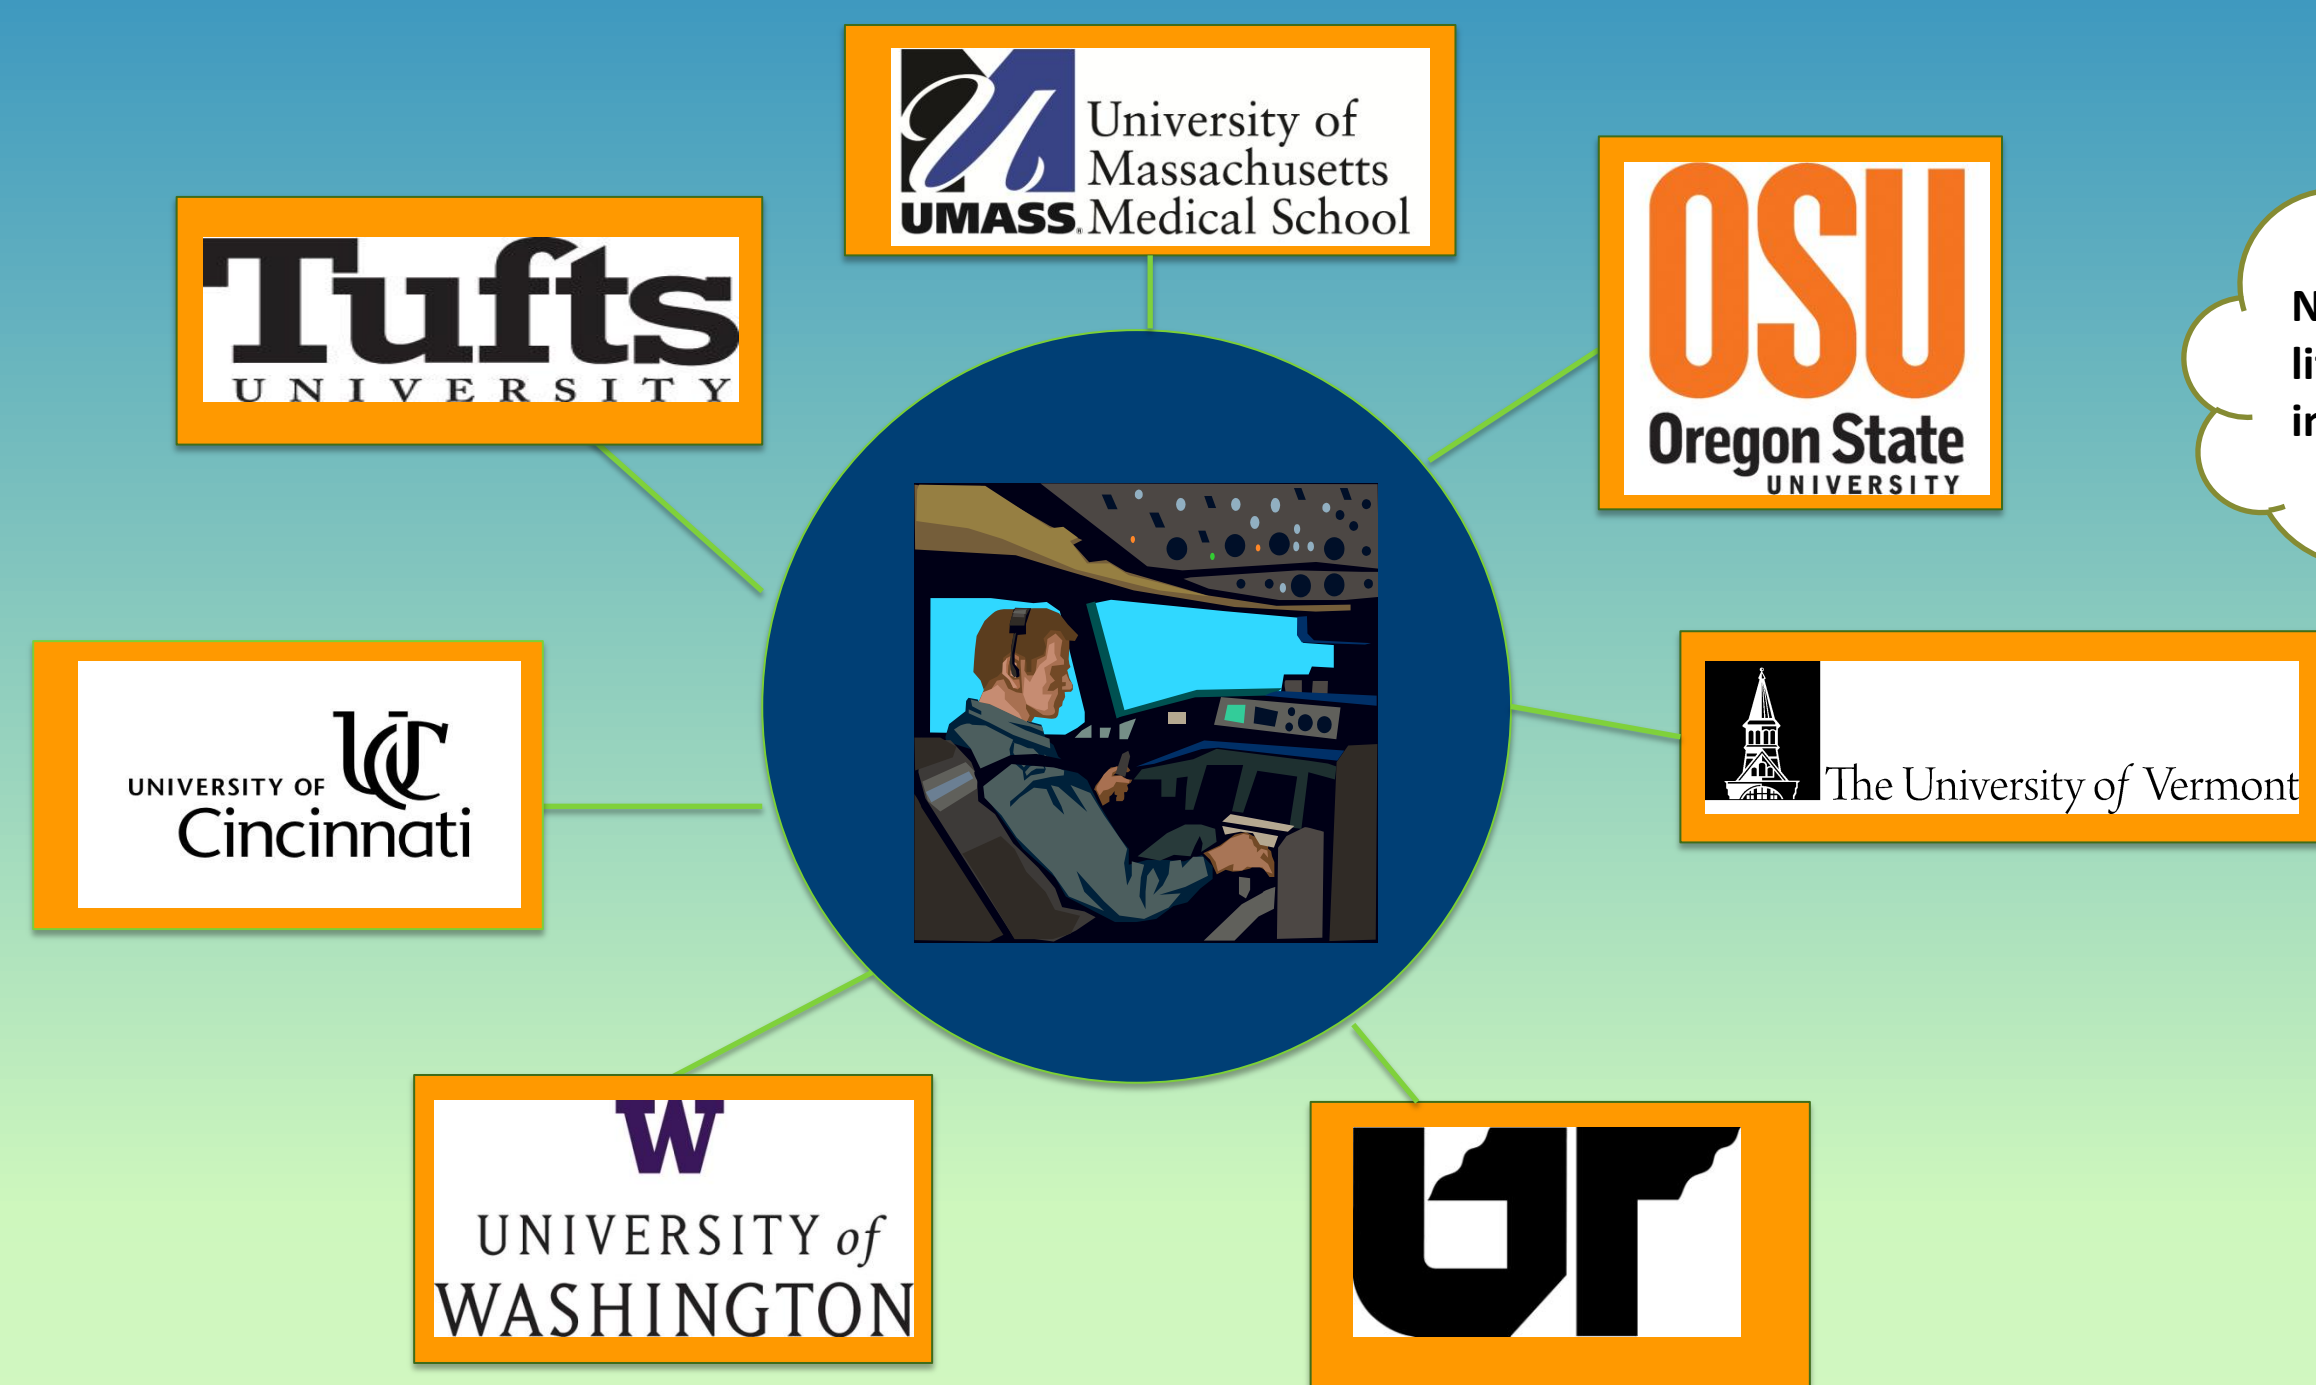 University of
Massachusetts
UMASS® Medical School
Tufts
UNIVERSITY
OSU
Oregon State
UNIVERSITY
UC
UNIVERSITY OF
Cincinnati
The University of Vermont
W
UNIVERSITY of
WASHINGTON
UT